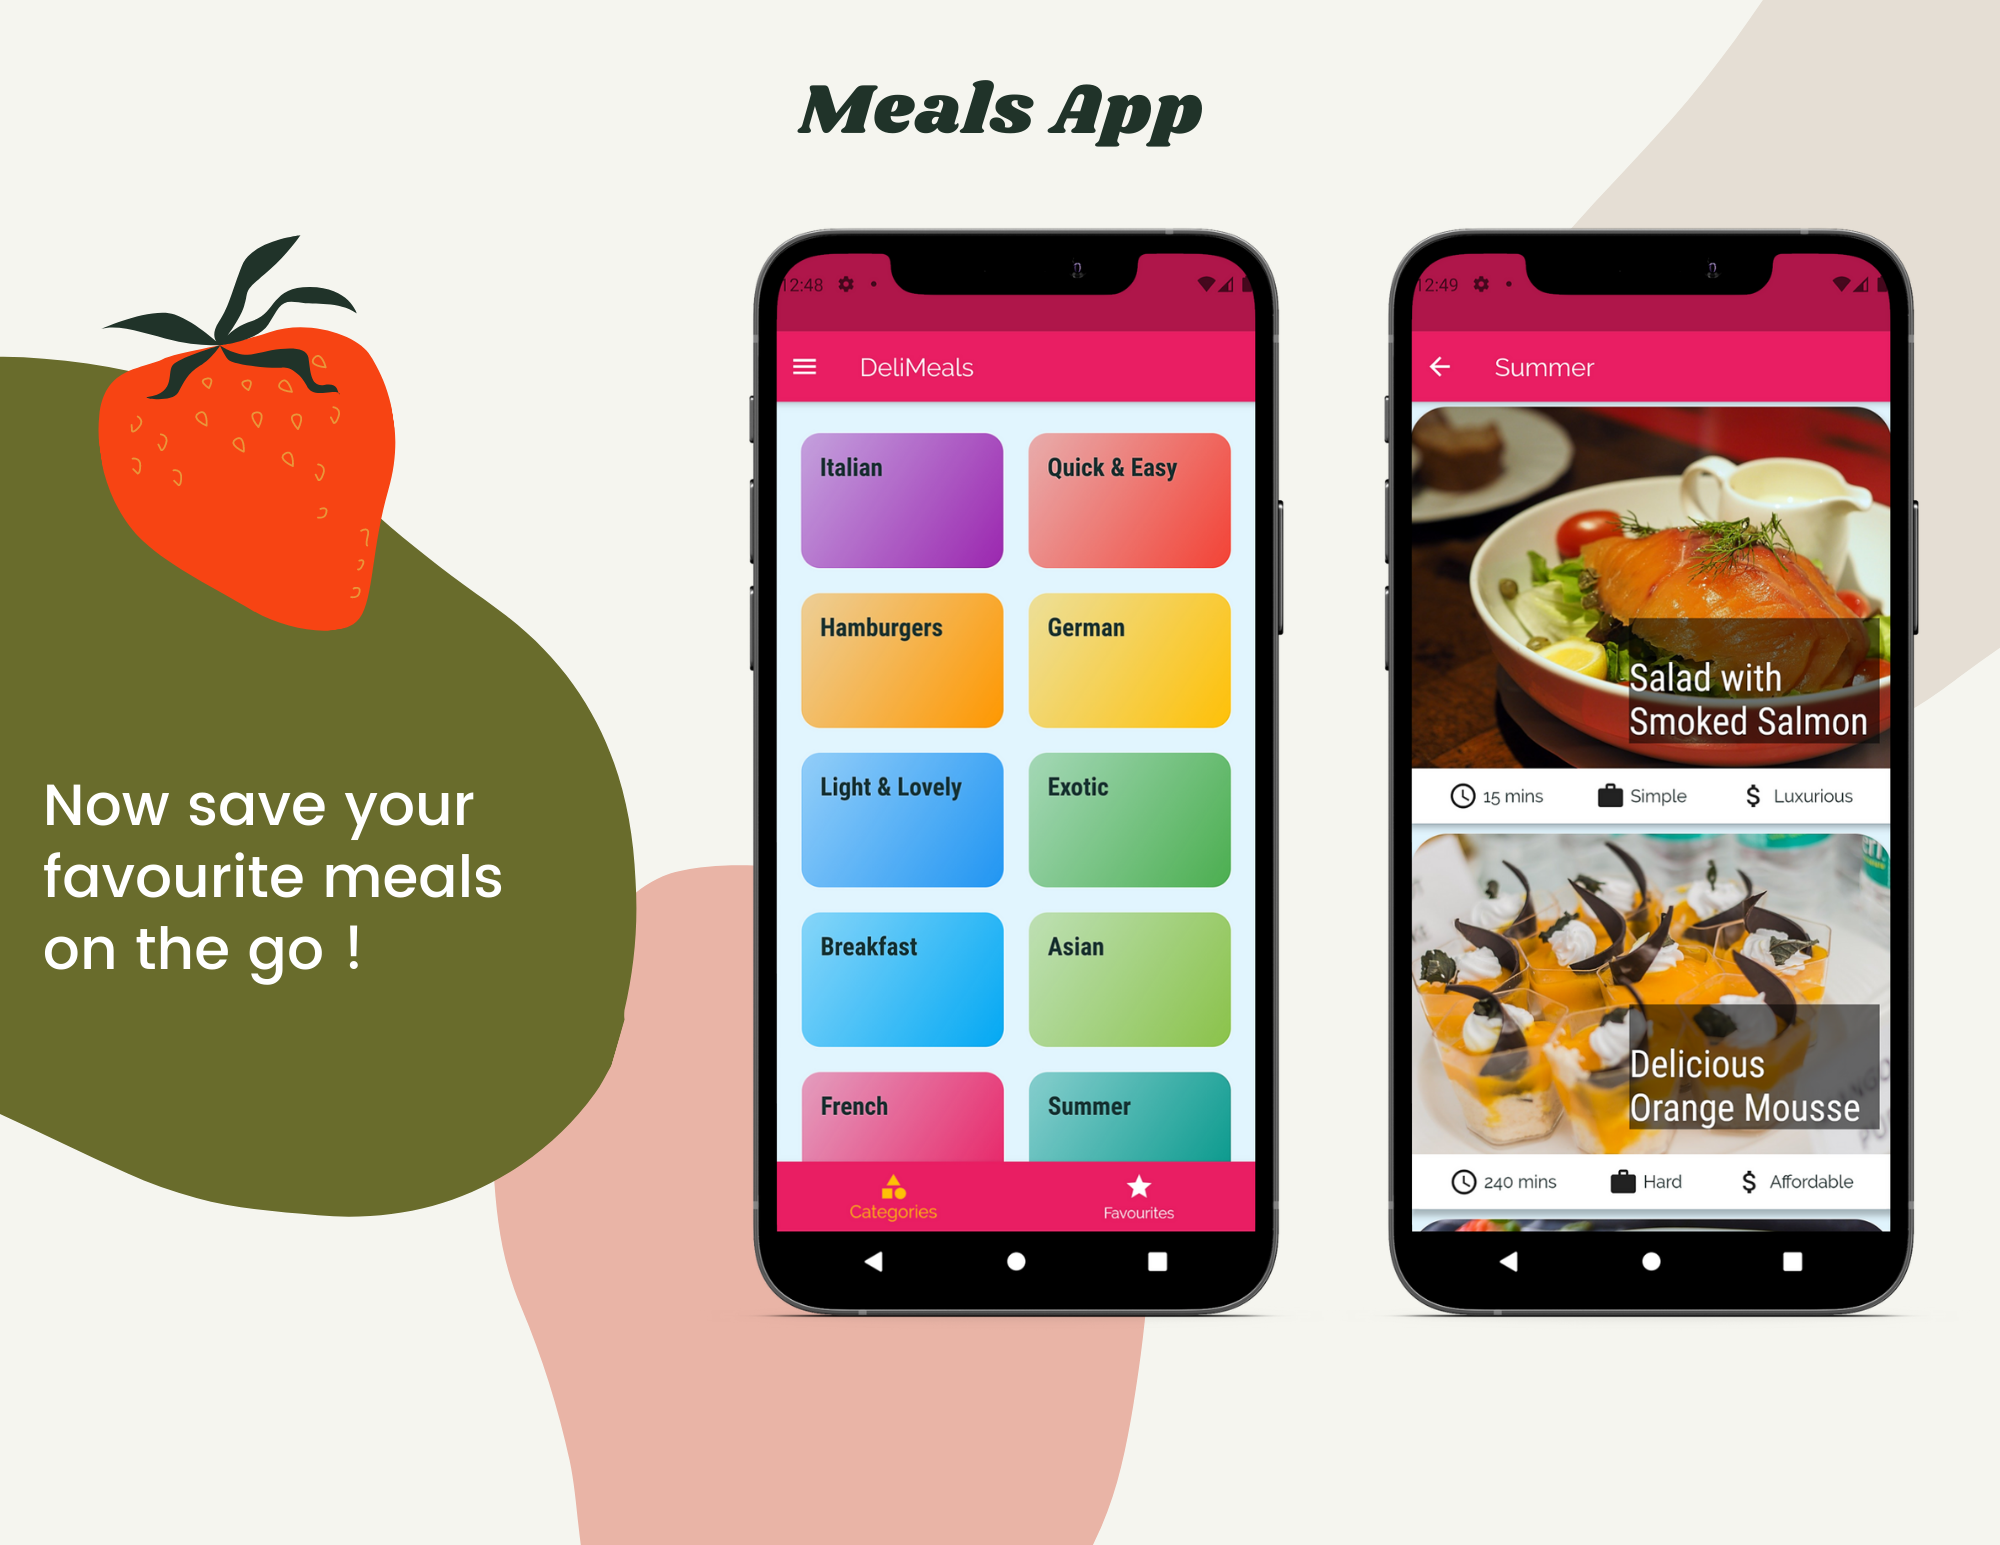 Meals App
Now save your
favourite meals
on the go !
12:48
DeliMeals
Italian
Quick & Easy
Hamburgers
German
Light & Lovely
Exotic
Breakfast
Asian
French
Summer
Categories
Favourites
12:49
Summer
Salad with
Smoked Salmon
15 mins
Simple
$ Luxurious
Delicious
Orange Mousse
240 mins
Hard
$ Affordable